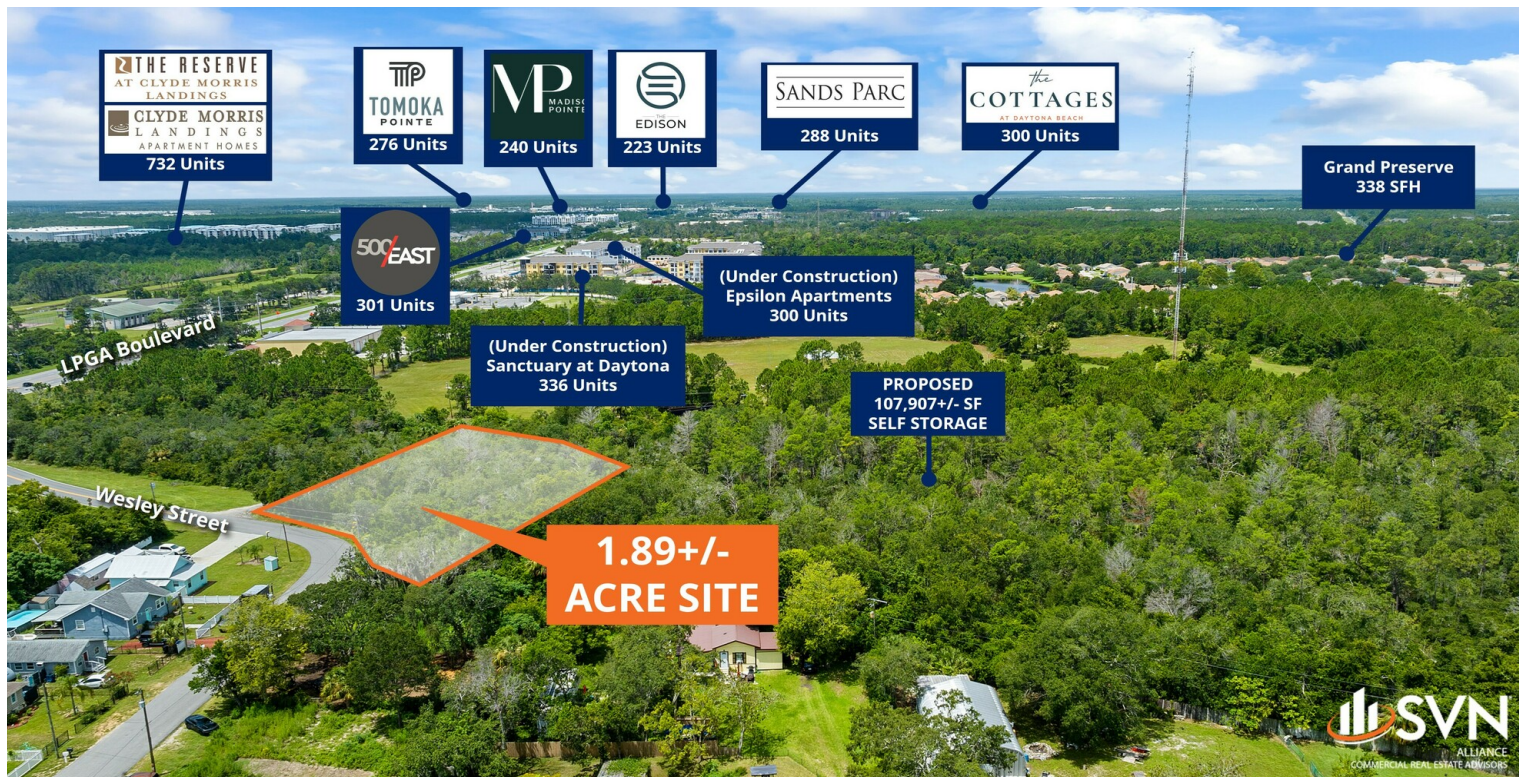 THE RESERVE
AT CLYDE MORRIS
LANDINGS
CLYDE MORRIS
LANDINGS
APARTMENT HOMES
732 Units
TP
TOMOKA
POINTE
276 Units
MP
MADISO
POINTE
240 Units
THE
EDISON
223 Units
SANDS PARC
288 Units
the
COTTAGES
AT DAYTONA BEACH
300 Units
Grand Preserve
338 SFH
500/EAST
301 Units
(Under Construction)
Epsilon Apartments
300 Units
(Under Construction)
Sanctuary at Daytona
336 Units
PROPOSED
107,907+/- SF
SELF STORAGE
LPGA Boulevard
Wesley Street
1.89+/-
ACRE SITE
SVN
ALLIANCE
COMMERCIAL REAL ESTATE ADVISORS